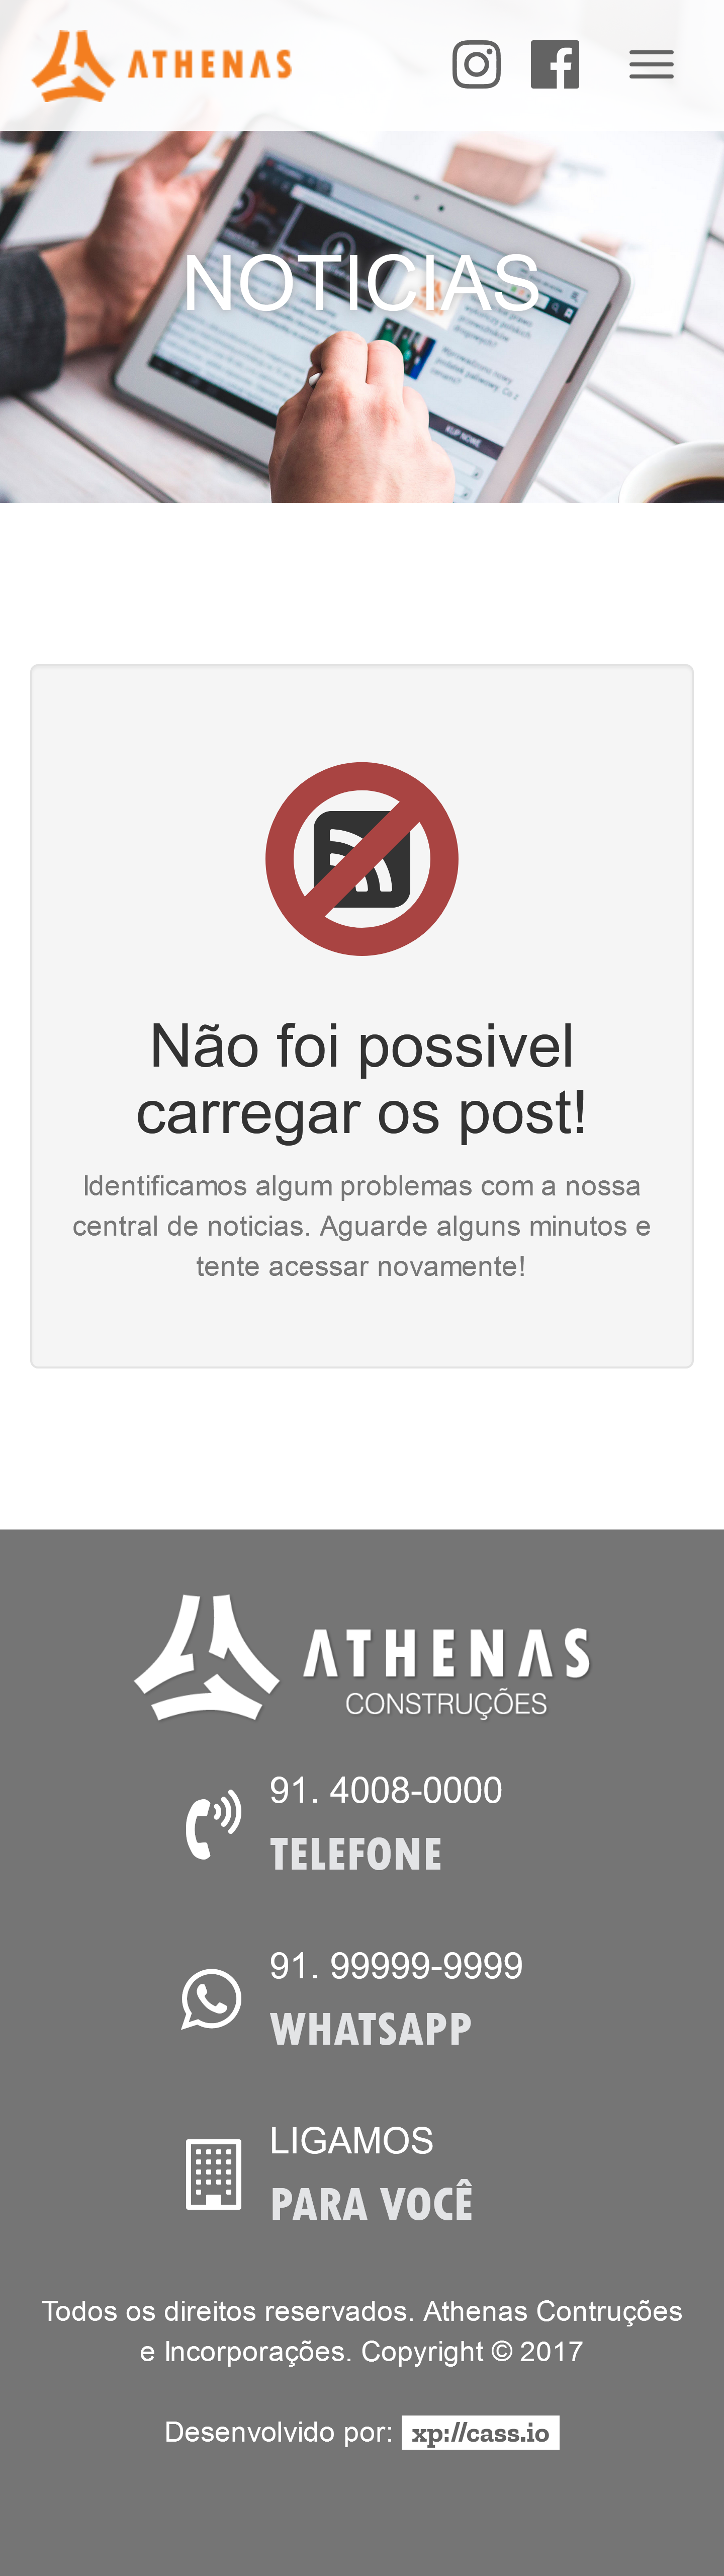 ATHENAS
NOTICIAS
KUP NOWE
Não foi possivel
carregar os post!
Identificamos algum problemas com a nossa
central de noticias. Aguarde alguns minutos e
tente acessar novamente!
ATHENAS
CONSTRUÇÕES
91. 4008-0000
TELEFONE
91. 99999-9999
WHATSAPP
LIGAMOS
PARA VOCÊ
Todos os direitos reservados. Athenas Contruções
e Incorporações. Copyright © 2017
Desenvolvido por: xp://cass.io